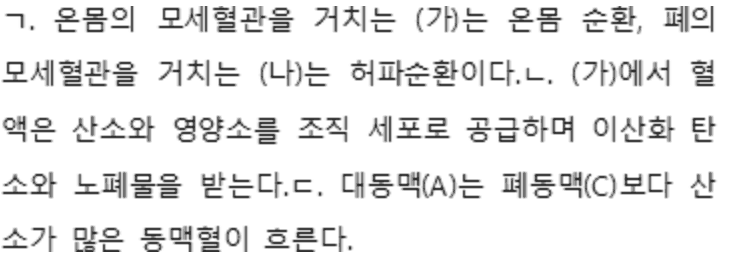 ㄱ. 온몸의 모세혈관을 거치는 (가)는 온몸 순환, 폐의
모세혈관을 거치는 (나)는 허파순환이다.ㄴ. (가)에서 혈
액은 산소와 영양소를 조직 세포로 공급하며 이산화 탄
소와 노폐물을 받는다.ㄷ. 대동맥(A)는 폐동맥(C)보다 산
소가 많은 동맥혈이 흐른다.